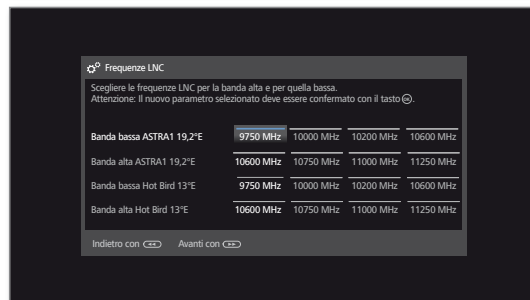 Frequenze LNC
Scegliere le frequenze LNC per la banda alta e per quella bassa.
Attenzione: Il nuovo parametro selezionato deve essere confermato con il tasto OK.
Banda bassa ASTRA1 19,2°E 9750 MHz 10000 MHz 10200 MHz 10600 MHz
Banda alta ASTRA1 19,2°E 10600 MHz 10750 MHz 11000 MHz 11250 MHz
Banda bassa Hot Bird 13°E 9750 MHz 10000 MHz 10200 MHz 10600 MHz
Banda alta Hot Bird 13°E 10600 MHz 10750 MHz 11000 MHz 11250 MHz
Indietro con Avanti con